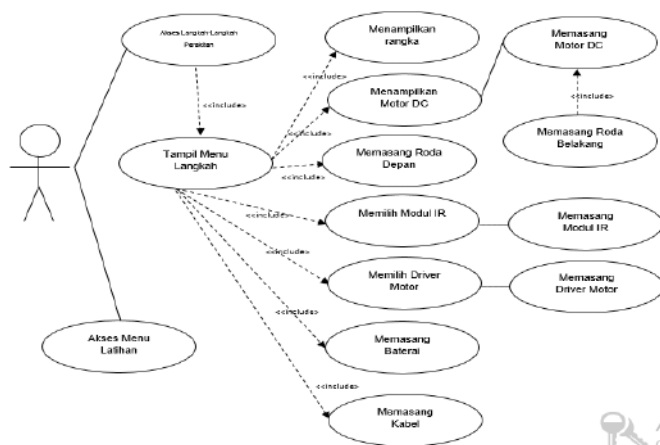 Akses Langkah-Langkah
Perakitan
<<include>>
Tampil Menu
Langkah
Akses Menu
Latihan
Menampilkan
rangka
<<include>>
Menampilkan
Motor DC
<<include>>
Memasang
Motor DC
<<include>>
Memasang Roda
Belakang
Memasang Roda
Depan
<<include>>
Memilih Modul IR
<<include>>
Memasang
Modul IR
Memilih Driver
Motor
<<include>>
Memasang
Driver Motor
Memasang
Baterai
<<include>>
Memasang
Kabel
<<include>>